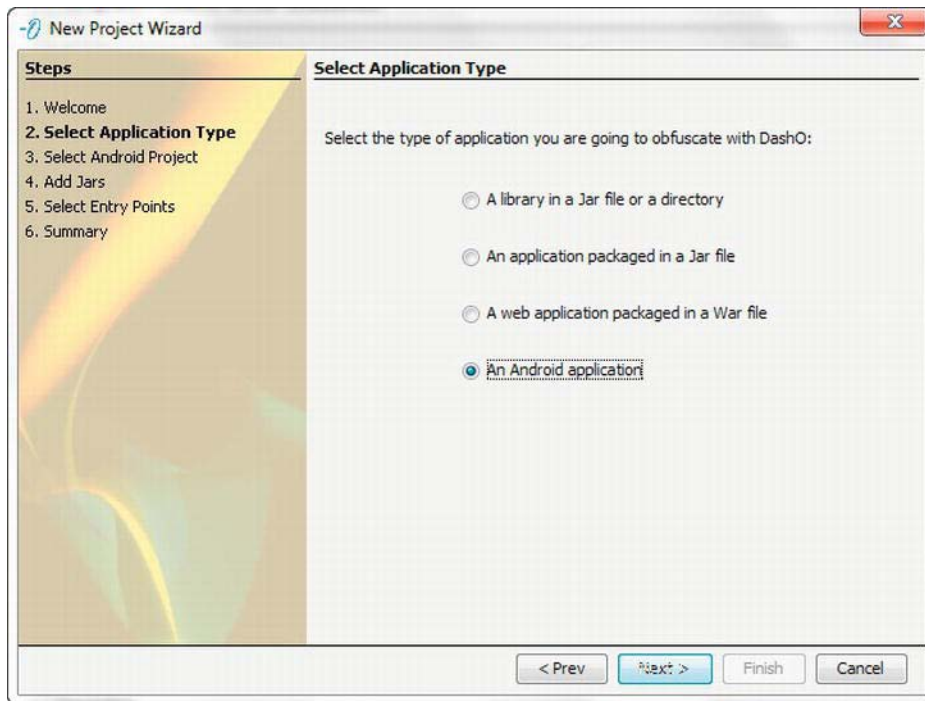 New Project Wizard
Steps
1. Welcome
2. Select Application Type
3. Select Android Project
4. Add Jars
5. Select Entry Points
6. Summary
Select Application Type
Select the type of application you are going to obfuscate with DashO:
A library in a Jar file or a directory
An application packaged in a Jar file
A web application packaged in a War file
An Android application
< Prev
Next >
Finish
Cancel